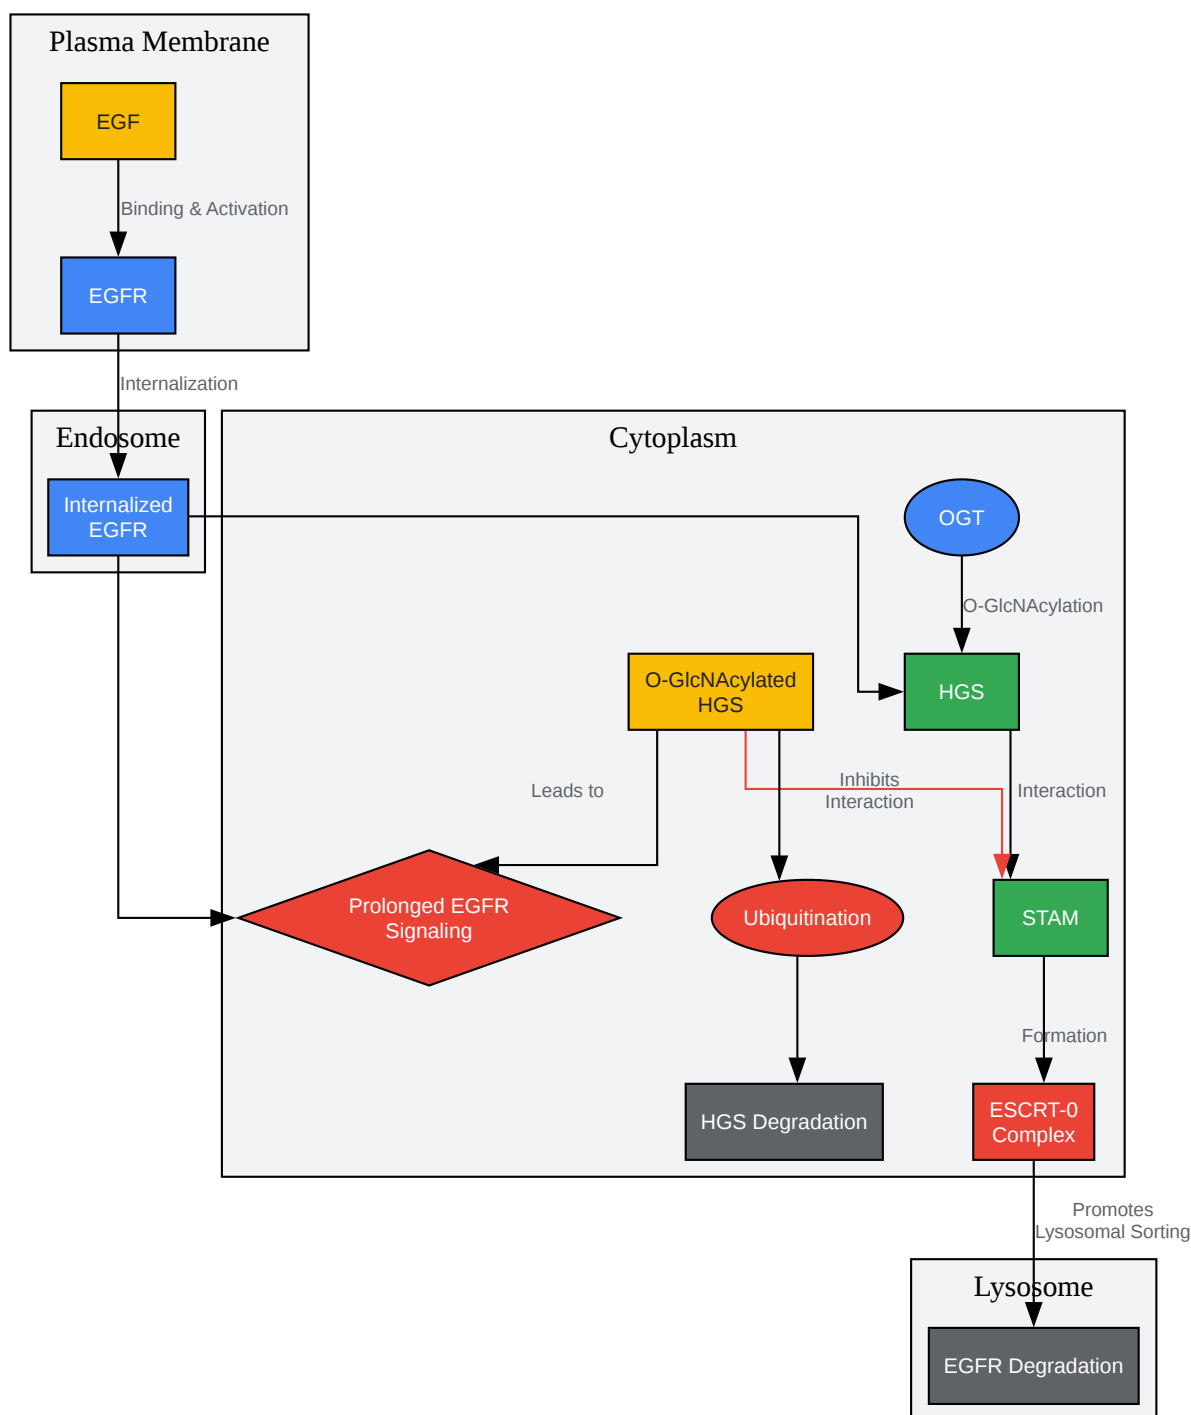 Plasma Membrane
EGF
Binding & Activation
EGFR
Internalization
Endosome
Internalized
EGFR
Cytoplasm
OGT
O-GlcNAcylation
O-GlcNAcylated
HGS
HGS
Leads to
Inhibits
Interaction
Interaction
Prolonged EGFR
Signaling
Ubiquitination
STAM
Formation
HGS Degradation
ESCRT-0
Complex
Promotes
Lysosomal Sorting
Lysosome
EGFR Degradation